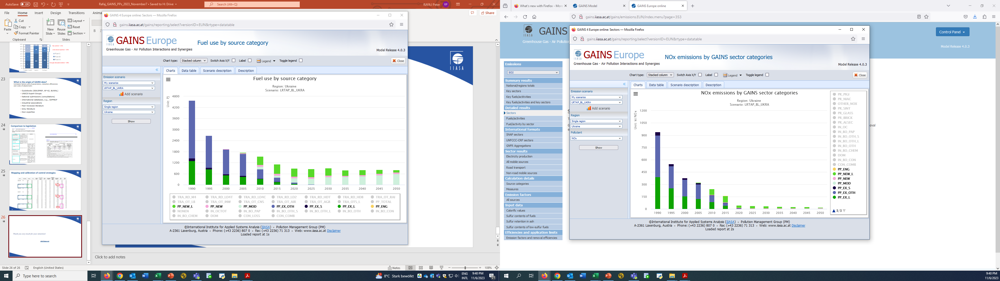 AutoSave Off
Rafaj_GAINS_PPs_2023_November7 • Saved to H: Drive
Search (Alt+Q)
RAFAJ Peter RP
File Home Insert Design Transitions Anima
Share
Paste
Cut
Copy
Format Painter
Clipboard
New Slide
Reuse Slides
Layout
Reset
Section
Slides
23
What is the origin of GAINS data?
• Guidebooks (EEA/EMEP, AP-42, BUWAL)
• UNECE Expert Groups
• National submissions (consultations)
• International databases, e.g., CEPMEIP
• Industrial associations
• Peer-reviewed literature
• Grey literature
• Own expertise
24
Comparison to legislation
25
Mapping and calibration of control strategies
26
Thank you very much for your attention!
IIASA
Click to add notes
Slide 26 of 26 English (United States)
Notes
108%
GAINS 4 Europe online: Sectors — Mozilla Firefox
gains.iiasa.ac.at/gains/reporting/select?versionID=EUN&rtype=datatable
IIASA
GAINS Europe
Greenhouse Gas - Air Pollution Interactions and Synergies
Fuel use by source category
Model Release 4.0.3
Chart type: Stacked column Switch Axis X/Y Label Legend Toggle legend Close
Charts Data table Scenario description Description
Emission scenario
My scenarios
LRTAP_BL_UKRA
Add scenario
Region
Single region
Ukraine
Show
Fuel use by source category
Region: Ukraine
Scenario: LRTAP_BL_UKRA
Unit: PJ
4800
4200
3600
3000
2400
1800
1200
600
0
1990 1995 2000 2005 2010 2015 2020 2025 2030 2035 2040 2045 2050
TRA_RD_M4 TRA_RD_LD4T TRA_RD_LD4C TRA_RD_LD2 TRA_RD_HDT TRA_RD_HDB TRA_OT_RAI
TRA_OT_LB TRA_OT_INW TRA_OT_CNS TRA_OT_AIR TRA_OT_AGR TRA_OTS_L PP_TOTAL
PP_NEW_L PP_NEW PP_MOD PP_EX_OTH PP_EX_S PP_EX_L PP_ENG
NONEN IN_OCTOT IN_BO_PAP IN_BO_OTH_S IN_BO_OTH_L IN_BO_OTH IN_BO_CON
IN_BO_CHEM DOM CON_LOSS CON_COMB
©International Institute for Applied Systems Analysis (IIASA) • Pollution Management Group (PM)
A-2361 Laxenburg, Austria • Phone: (+43 2236) 807 0 • Fax: (+43 2236) 71 313 • Web: www.iiasa.ac.at Disclaimer
Loaded report at 1s
Type here to search
8°C Stark bewölkt
ENG
INTL
9:40 PM
11/6/2023
21
What's new with Firefox - More
GAINS Model
GAINS Europe online
gains.iiasa.ac.at/gains/emissions.EUN/index.menu?page=353
IIASA
GAINS
Greenhouse Gas - Air Pollution
Control Panel
Model Release 4.0.3
Emissions
SO2
Summary results
National/regions totals
Key sectors
Key fuels/actitvities
Key fuels/activities and key sectors
Detailed results
Sectors
Fuels/activities
Fuel/activity by sector
International formats
SNAP sectors
UNFCCC-CRF sectors
GNFR Aggregations
Sector results
Electricity production
All mobile sources
Road transport
Non-road mobile sources
Calculation details
Source categories
Measures
Emission factors
All sources
Input data
Calorific values
Sulfur contents of fuels
Sulfur retention in ash
Sulfur contents of low-sulfur fuels
Efficiencies and application limits
Emission factors and removal efficiencies
oval
GAINS 4 Europe online: Sectors — Mozilla Firefox
gains.iiasa.ac.at/gains/reporting/select?versionID=EUN&rtype=datatable
IIASA
GAINS Europe
Greenhouse Gas - Air Pollution Interactions and Synergies
NOx emissions by GAINS sector categories
Model Release 4.0.3
Chart type: Stacked column Switch Axis X/Y Label Legend Toggle legend Close
Charts Data table Scenario description Description
Emission scenario
My scenarios
LRTAP_BL_UKRA
Add scenario
Region
Single region
Ukraine
Pollutant
NOx
Show
NOx emissions by GAINS sector categories
Region: Ukraine
Scenario: LRTAP_BL_UKRA
Unit: kt NOx
1200
1050
900
750
600
450
300
150
0
1990 1995 2000 2005 2010 2015 2020 2025 2030 2035 2040 2045 2050
PR_PIGI
PR_NIAC
OTHER_NOX
PR_SINT
PR_GLASS
PR_BRICK
PR_ALSEC
IN_OC
IN_BO_PAP
IN_BO_OTH_S
IN_BO_OTH_L
IN_BO_OTH
IN_BO_CHEM
DOM
IN_BO_CON
CON_COMB
PP_ENG
PP_NEW_L
PP_NEW
PP_MOD
PP_EX_S
PP_EX_OTH
PP_EX_L
3/3
©International Institute for Applied Systems Analysis (IIASA) • Pollution Management Group (PM)
A-2361 Laxenburg, Austria • Phone: (+43 2236) 807 0 • Fax: (+43 2236) 71 313 • Web: www.iiasa.ac.at Disclaimer
Loaded report at 2s
9:40 PM
11/6/2023